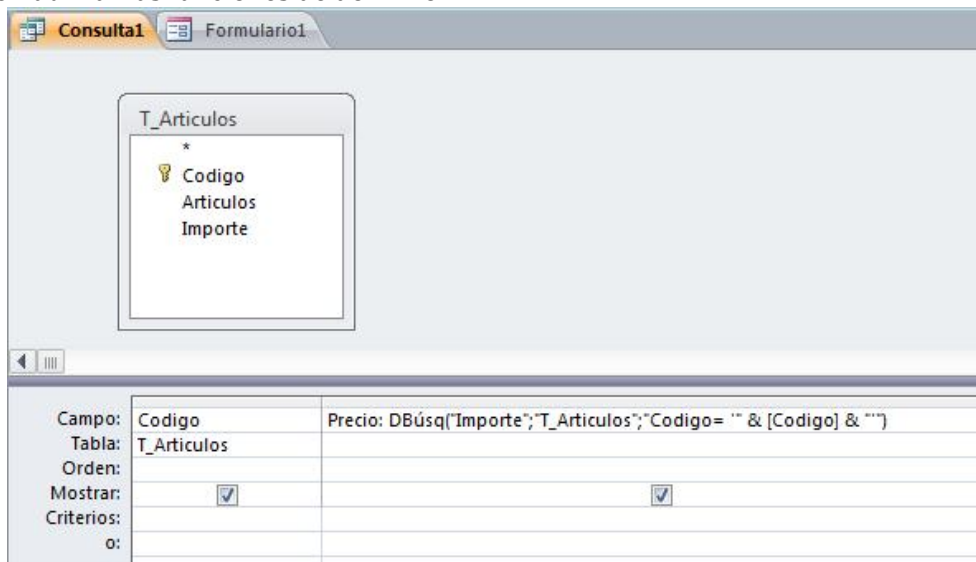 Consulta1 Formulario1
T_Articulos
*
Codigo
Articulos
Importe
Campo: Codigo Precio: DBúsq("Importe";"T_Articulos";"Codigo= '" & [Codigo] & "'")
Tabla: T_Articulos
Orden:
Mostrar:
Criterios:
o: